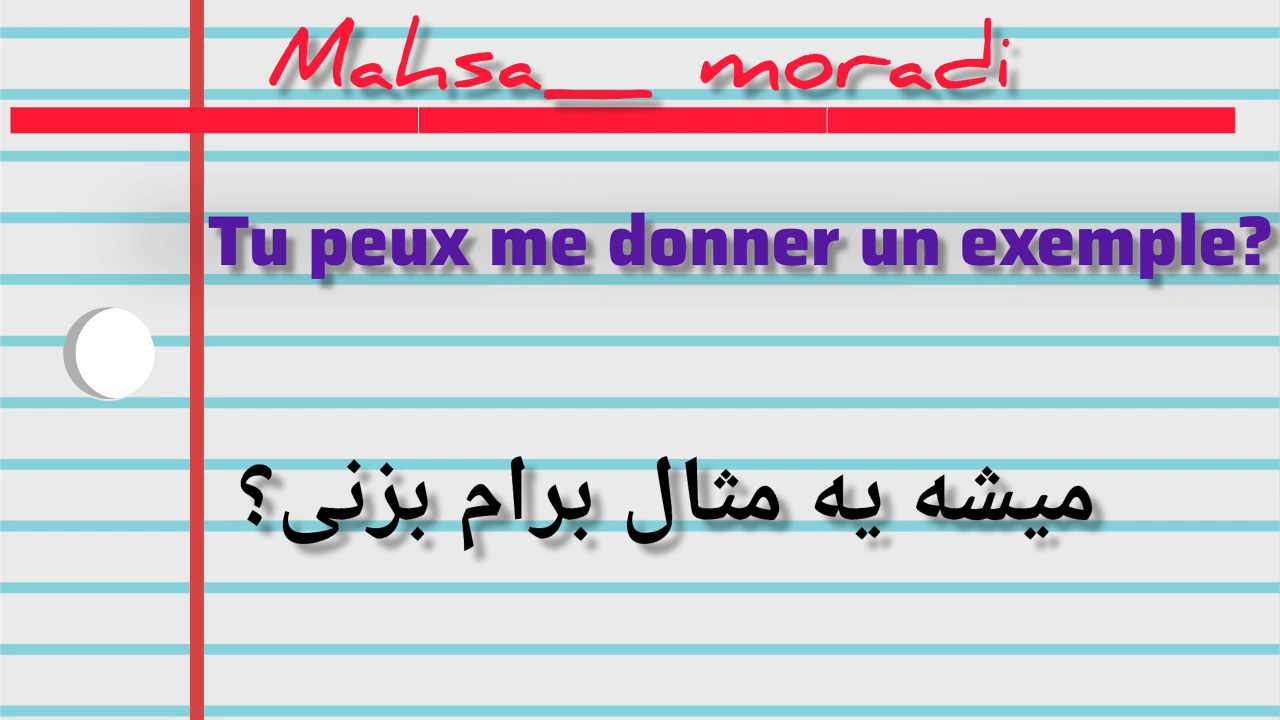 Mahsa__ moradi
Tu peux me donner un exemple?
میشه یه مثال برام بزنی؟